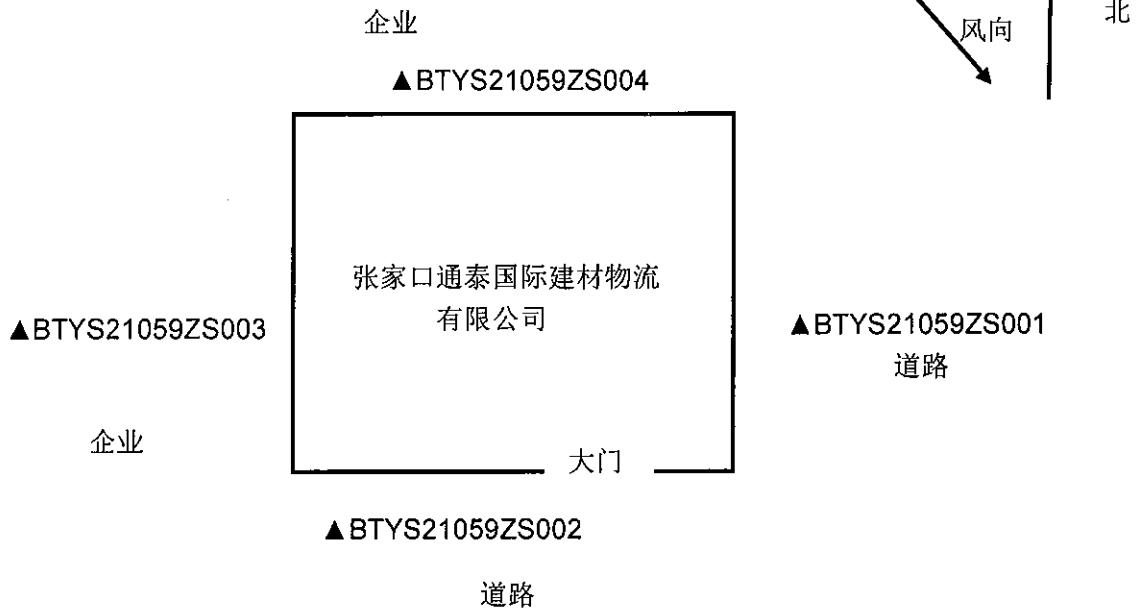 北
企业
风向
▲BTYS21059ZS004
张家口通泰国际建材物流
有限公司
▲BTYS21059ZS003
▲BTYS21059ZS001
道路
企业
大门
▲BTYS21059ZS002
道路